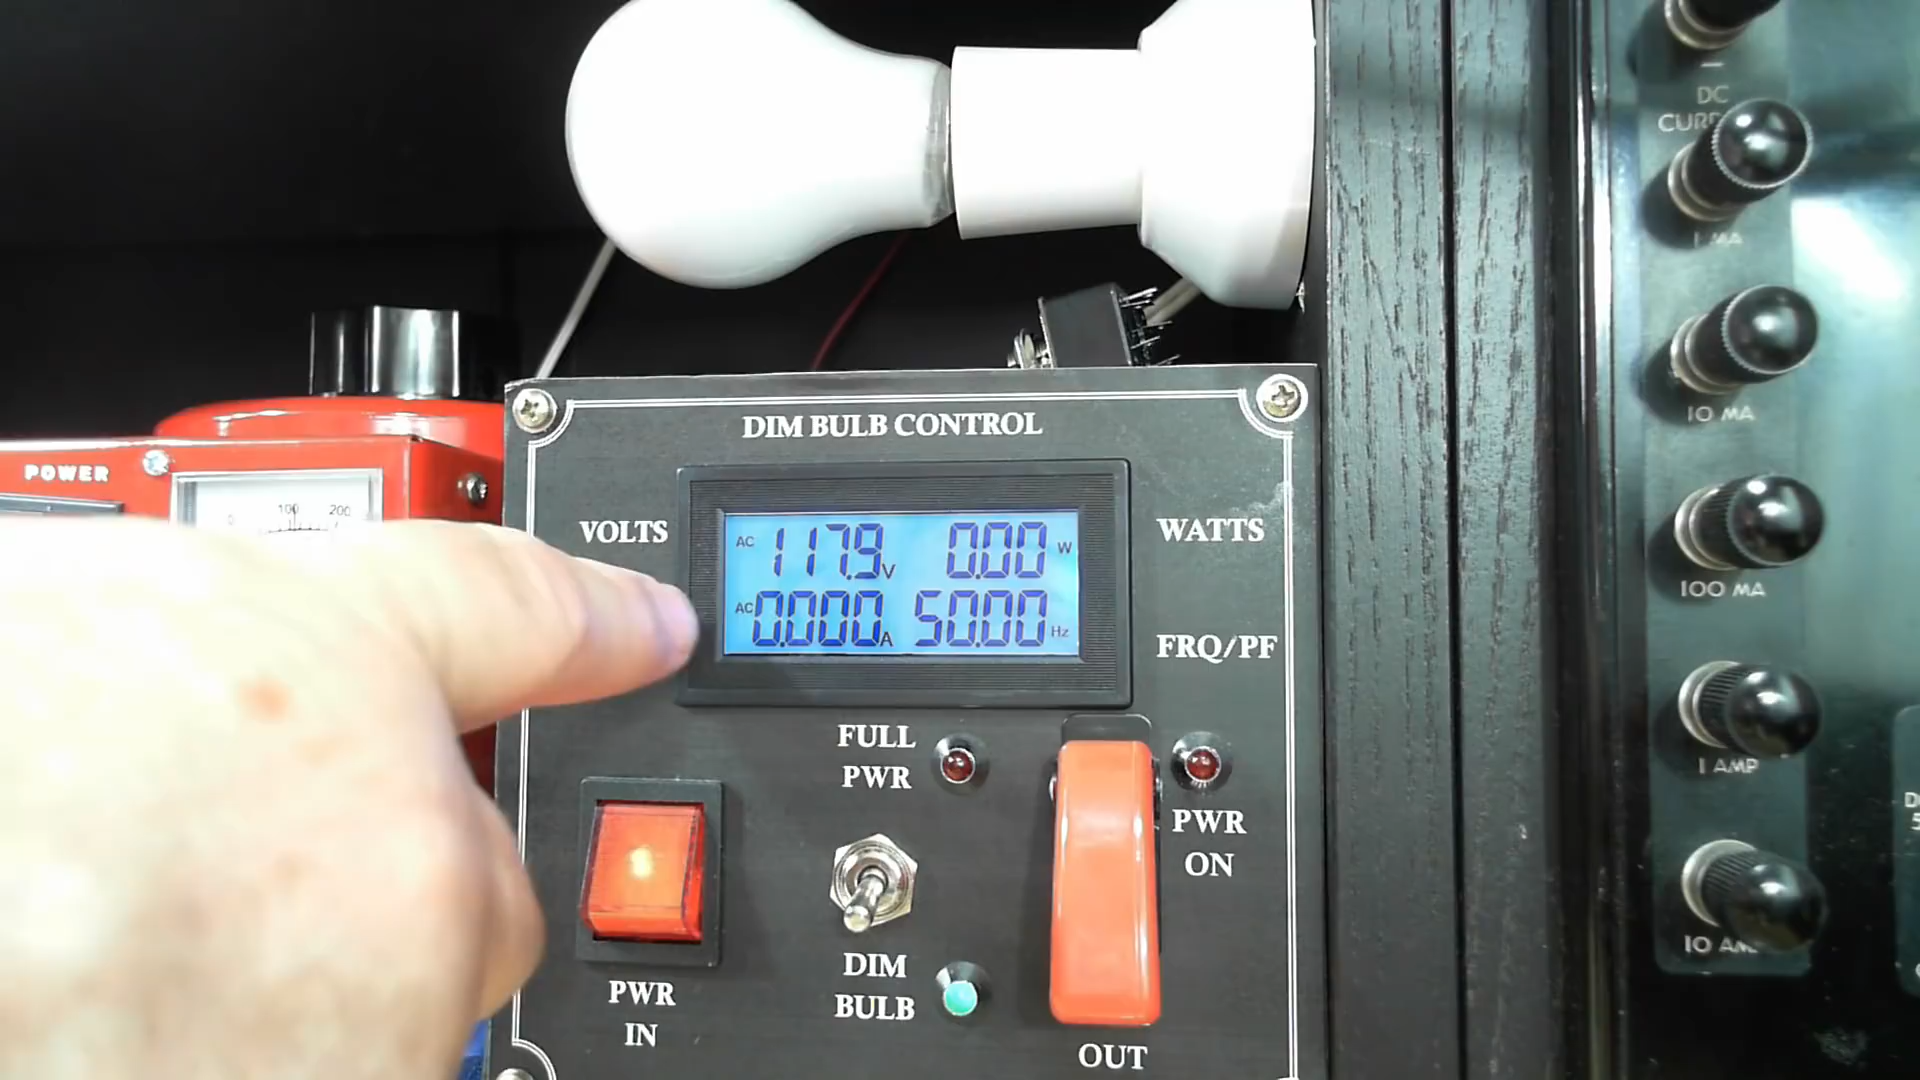 DC
1 MA
10 MA
DIM BULB CONTROL
POWER
0 100 200
VOLTS
AC 117.9 V 0.00 W
WATTS
100 MA
AC 0.000 A 50.00 Hz
FRQ/PF
FULL
PWR
1 AMP
PWR
ON
10
DIM
BULB
PWR
IN
OUT